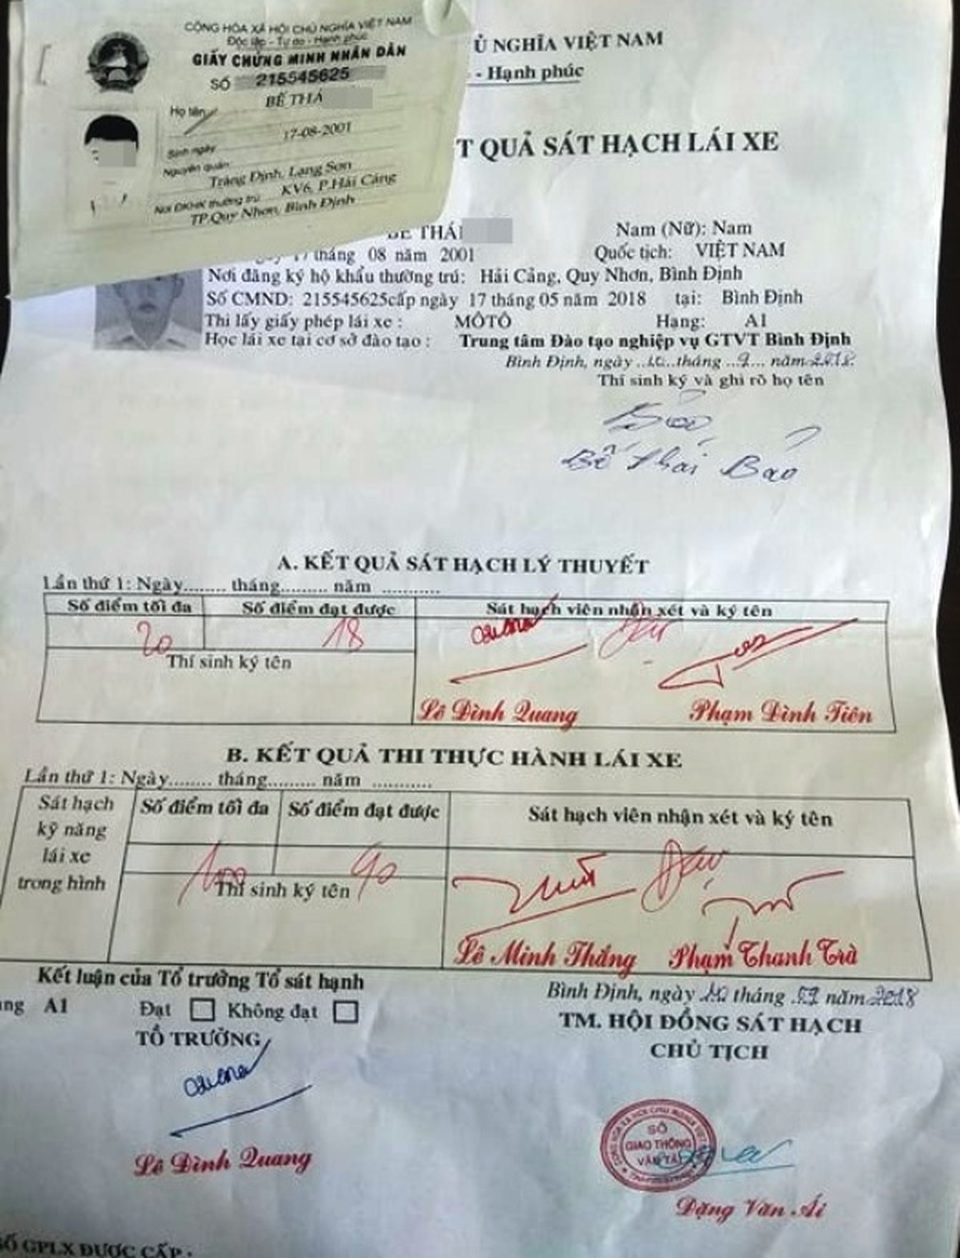 CỘNG HÒA XÃ HỘI CHỦ NGHĨA VIỆT NAM
Độc lập - Tự do - Hạnh phúc
GIẤY CHỨNG MINH NHÂN DÂN
SỐ 215545625
Họ tên BẾ THÁ
Sinh ngày 17-08-2001
Nguyên quán Tràng Định, Lạng Sơn
Nơi ĐKHK thường trú KV6, P.Hải Cảng
TP.Quy Nhơn, Bình Định
Ủ NGHĨA VIỆT NAM
- Hạnh phúc
T QUẢ SÁT HẠCH LÁI XE
BẾ THÁI Nam (Nữ): Nam
17 tháng 08 năm 2001 Quốc tịch: VIỆT NAM
Nơi đăng ký hộ khẩu thường trú: Hải Cảng, Quy Nhơn, Bình Định
Số CMND: 215545625cấp ngày 17 tháng 05 năm 2018 tại: Bình Định
Thi lấy giấy phép lái xe : MÔTÔ Hạng: A1
Học lái xe tại cơ sở đào tạo : Trung tâm Đào tạo nghiệp vụ GTVT Bình Định
Bình Định, ngày ..10...tháng ...9.... năm.2018.
Thí sinh ký và ghi rõ họ tên
Bảo
Bế Thái Bảo
A. KẾT QUẢ SÁT HẠCH LÝ THUYẾT
Lần thứ 1: Ngày........ tháng......... năm ...........
Số điểm tối đa Số điểm đạt được Sát hạch viên nhận xét và ký tên
20 18
Thí sinh ký tên
Lê Đình Quang Phạm Đình Tiên
B. KẾT QUẢ THI THỰC HÀNH LÁI XE
Lần thứ 1: Ngày........ tháng......... năm ...........
Sát hạch kỹ năng lái xe trong hình Số điểm tối đa Số điểm đạt được Sát hạch viên nhận xét và ký tên
100 90
Thí sinh ký tên
Lê Minh Thắng Phạm Thanh Trà
Kết luận của Tổ trưởng Tổ sát hạnh
ng A1 Đạt Không đạt
TỔ TRƯỞNG
Lê Đình Quang
Bình Định, ngày 10 tháng 09 năm 2018
TM. HỘI ĐỒNG SÁT HẠCH
CHỦ TỊCH
SỞ
GIAO THÔNG
VẬN TẢI
Đặng Văn Ái
SỐ GPLX ĐƯỢC CẤP :